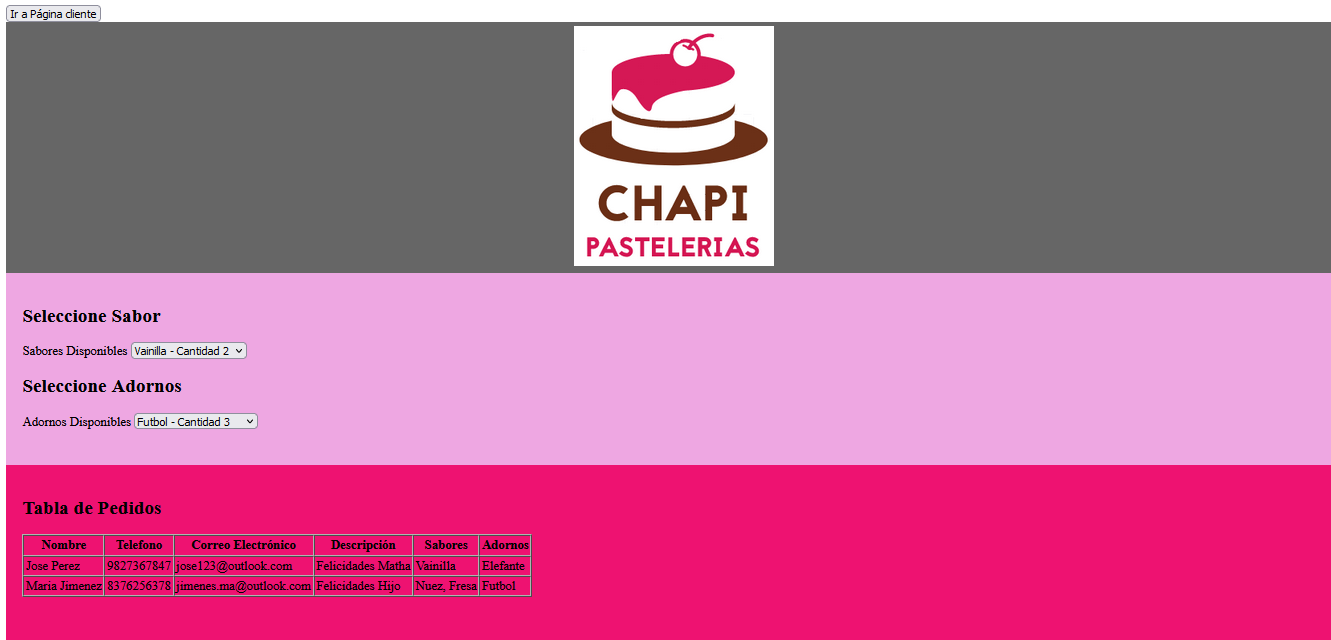 Ir a Página cliente
CHAPI
PASTELERIAS
Seleccione Sabor
Sabores Disponibles Vainilla - Cantidad 2
Seleccione Adornos
Adornos Disponibles Futbol - Cantidad 3
Tabla de Pedidos
Nombre Telefono Correo Electrónico Descripción Sabores Adornos
Jose Perez 9827367847 jose123@outlook.com Felicidades Matha Vainilla Elefante
María Jimenez 8376256378 jimenes.ma@outlook.com Felicidades Hijo Nuez, Fresa Futbol